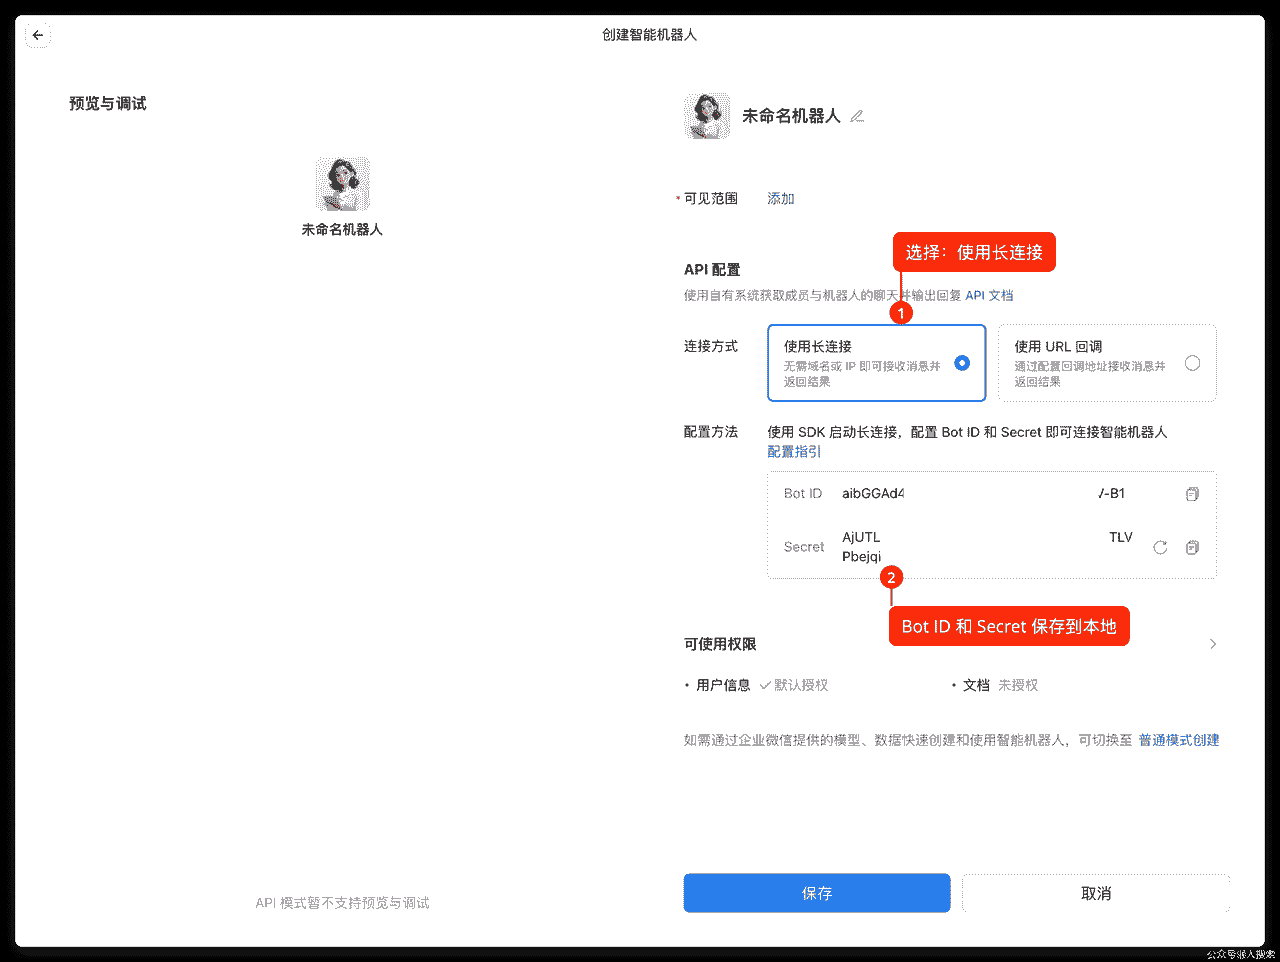 创建智能机器人
预览与调试
未命名机器人
API 模式暂不支持预览与调试
未命名机器人
* 可见范围 添加
选择：使用长连接
API 配置
使用自有系统获取成员与机器人的聊天并输出回复 API 文档
1
连接方式
使用长连接
无需域名或 IP 即可接收消息并
返回结果
使用 URL 回调
通过配置回调地址接收消息并
返回结果
配置方法
使用 SDK 启动长连接，配置 Bot ID 和 Secret 即可连接智能机器人
配置指引
Bot ID aibGGAd4 /-B1
Secret AjUTL TLV
Pbejqi
2
Bot ID 和 Secret 保存到本地
可使用权限
· 用户信息 默认授权 · 文档 未授权
如需通过企业微信提供的模型、数据快速创建和使用智能机器人，可切换至 普通模式创建
保存 取消
公众号懒人搜索